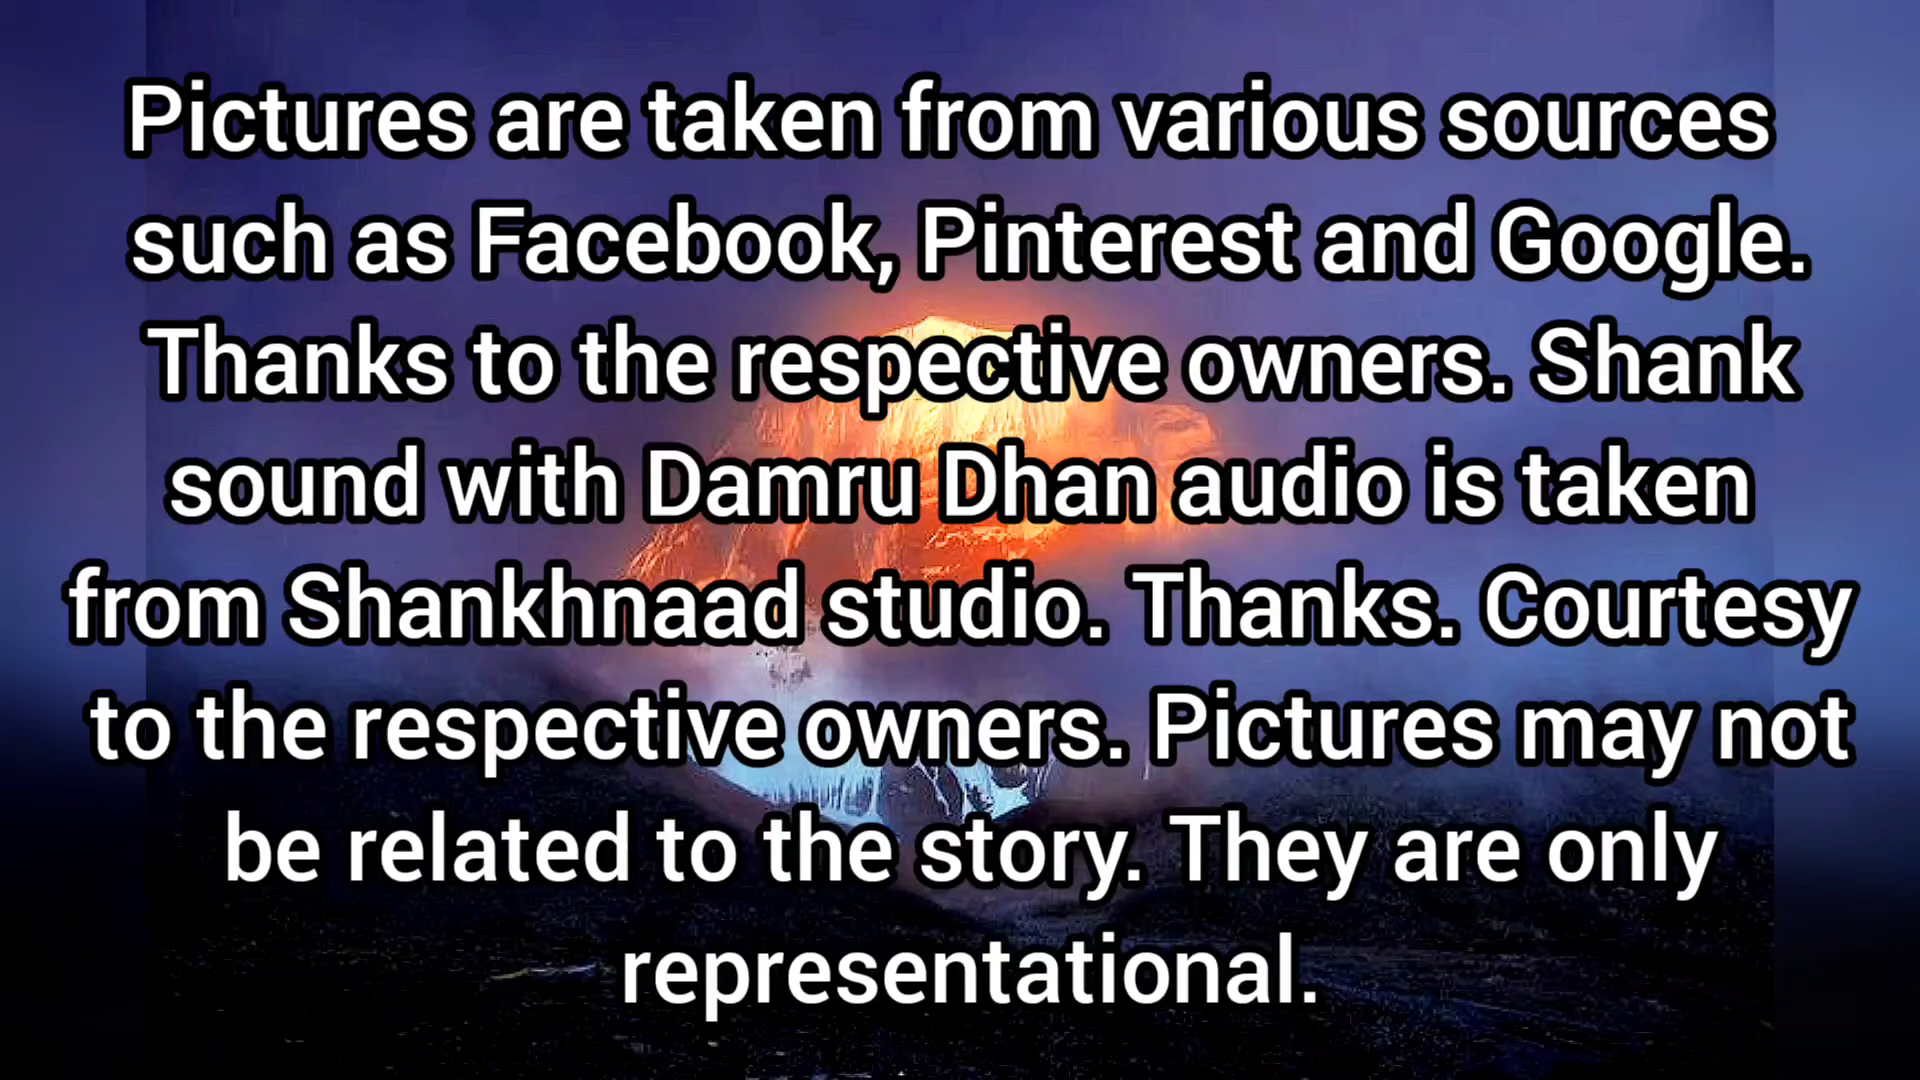 Pictures are taken from various sources
such as Facebook, Pinterest and Google.
Thanks to the respective owners. Shank
sound with Damru Dhan audio is taken
from Shankhnaad studio. Thanks. Courtesy
to the respective owners. Pictures may not
be related to the story. They are only
representational.